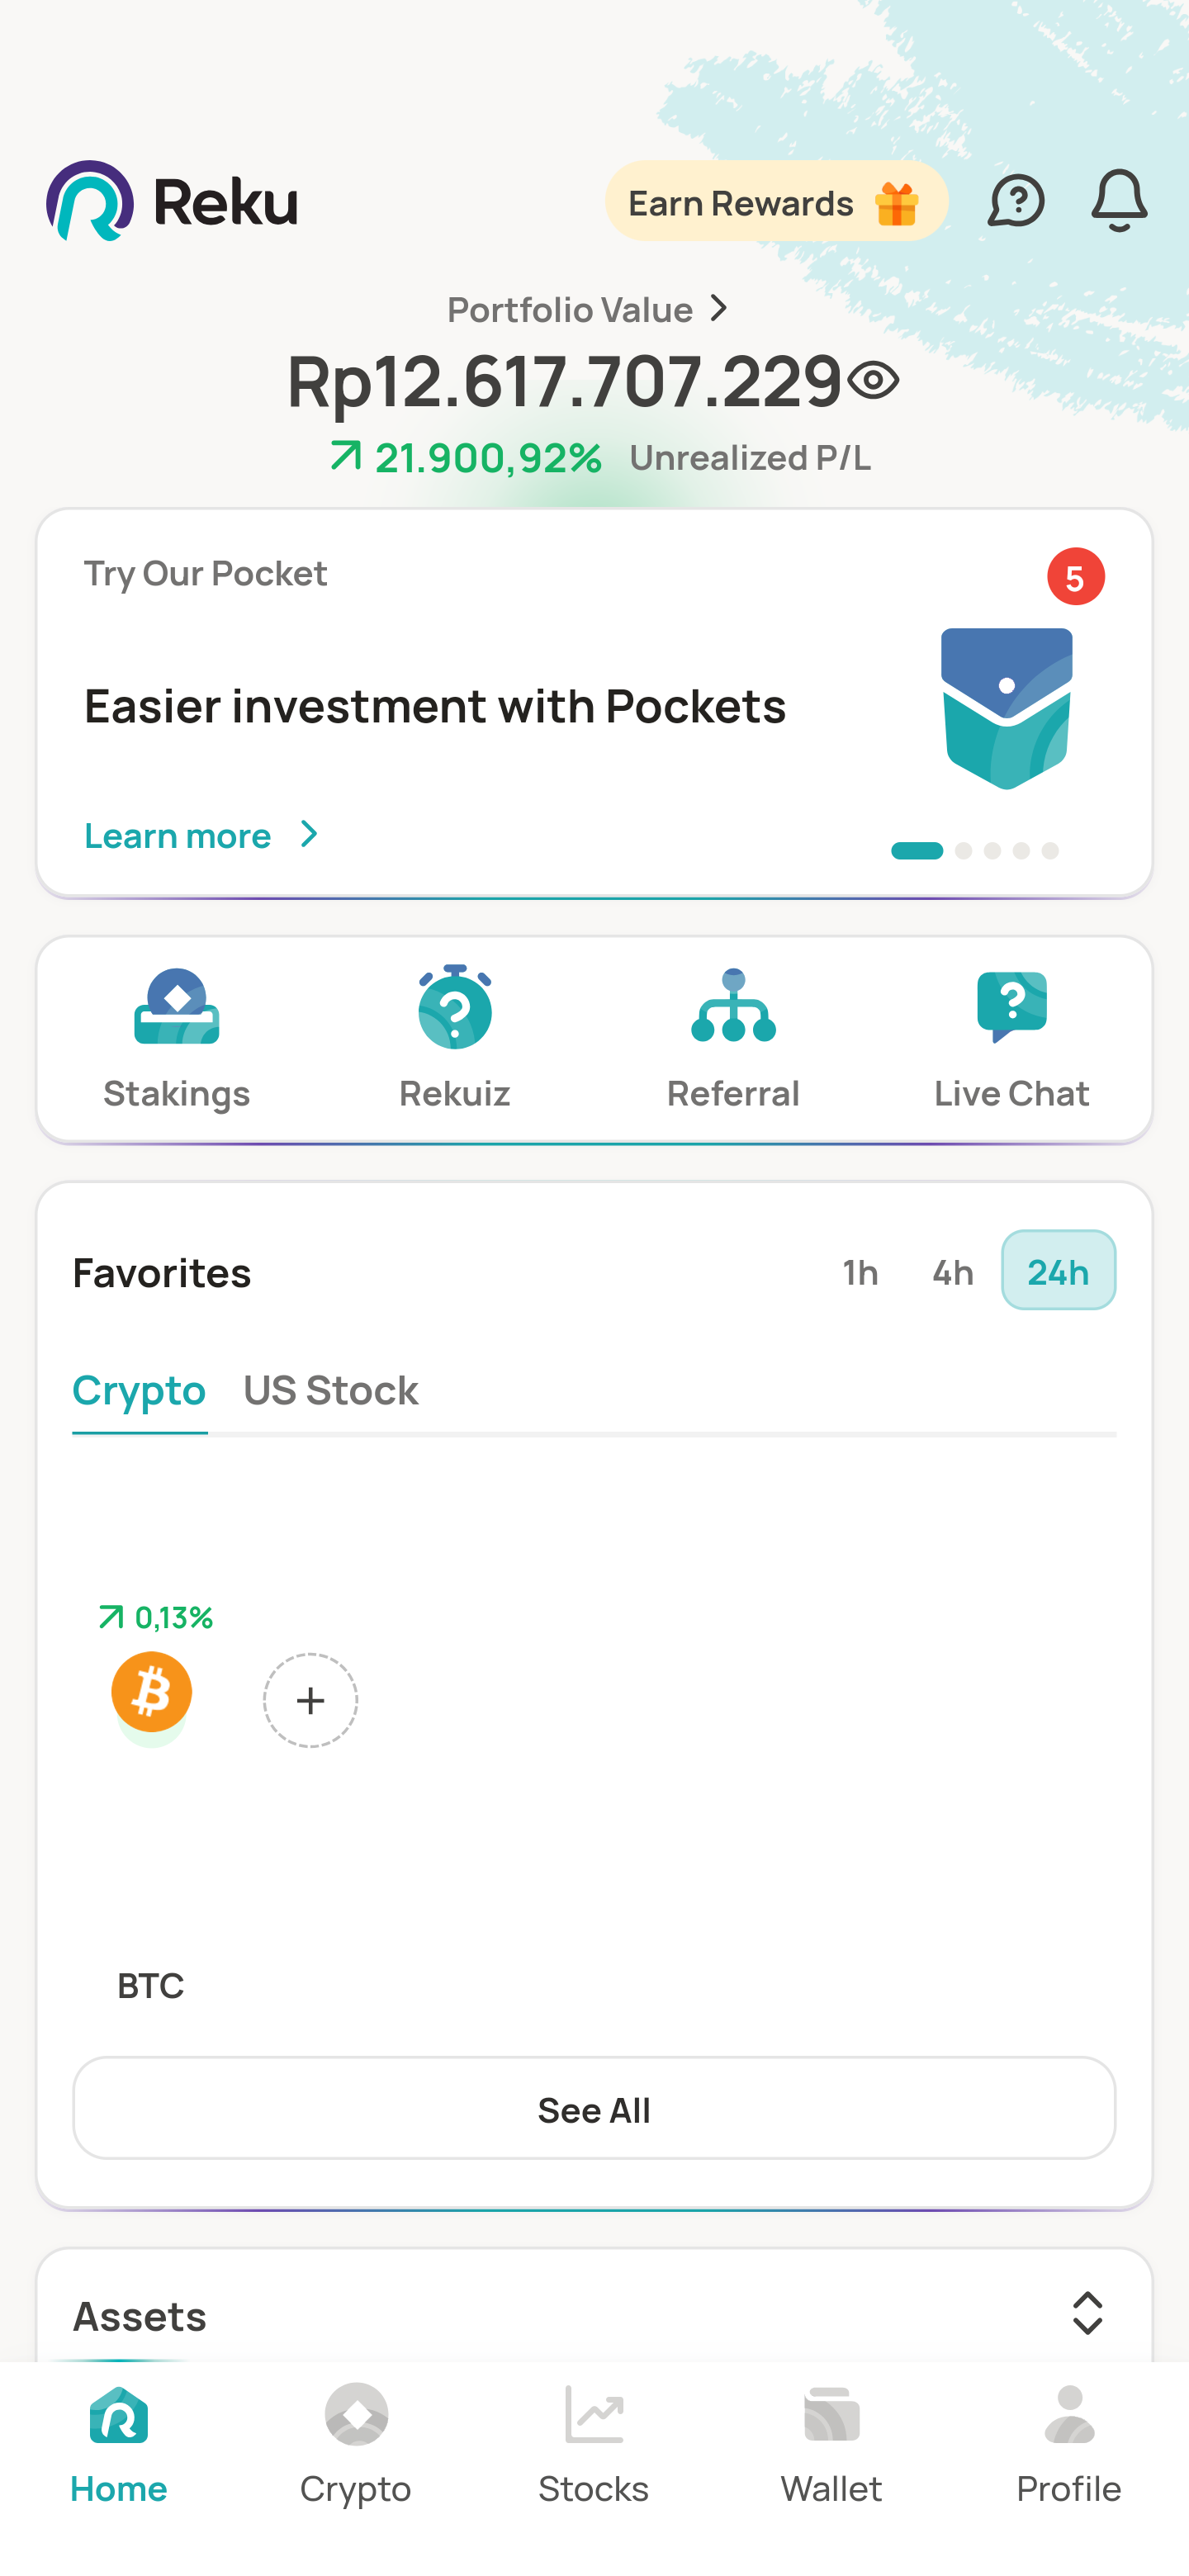 Reku
Earn Rewards
Portfolio Value
Rp12.617.707.229
21.900,92% Unrealized P/L
Try Our Pocket
5
Easier investment with Pockets
Learn more
Stakings Rekuiz Referral Live Chat
Favorites 1h 4h 24h
Crypto US Stock
0,13%
BTC
See All
Assets
Home Crypto Stocks Wallet Profile